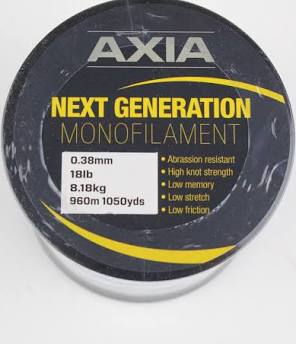 AXIA
NEXT GENERATION
MONOFILAMENT
0.38mm
18lb
8.18kg
960m 1050yds
• Abrassion resistant
• High knot strength
• Low memory
• Low stretch
• Low friction